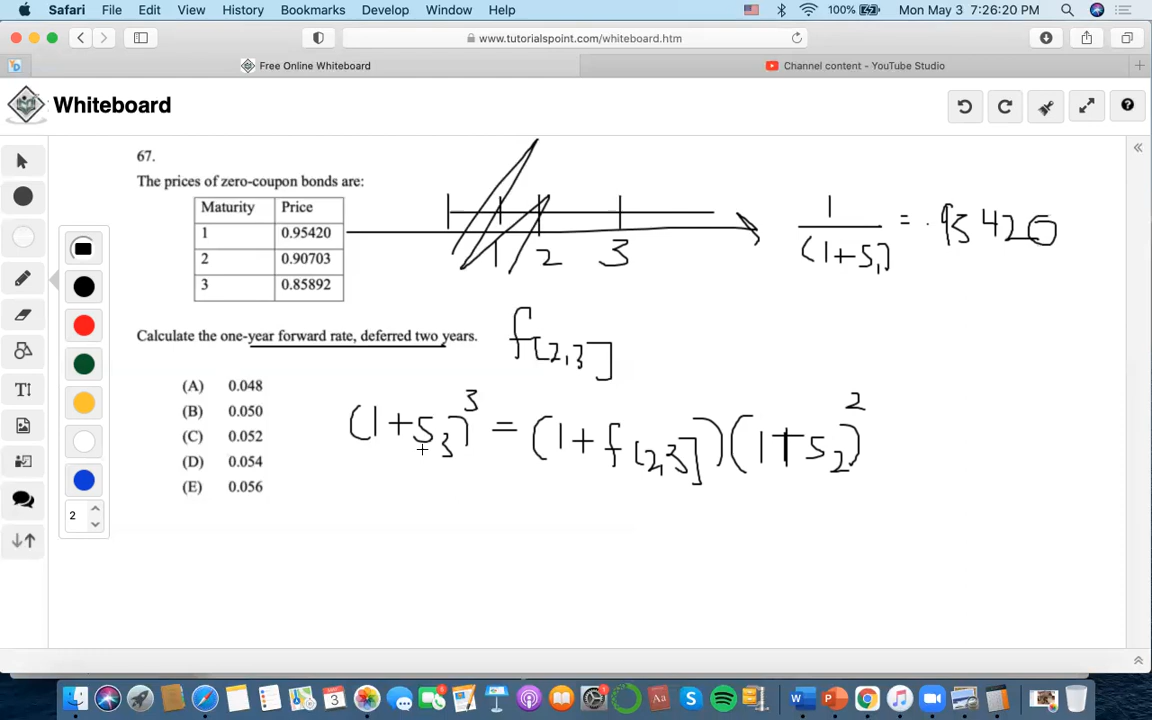 Safari File Edit View History Bookmarks Develop Window Help 100% Mon May 3 7:26:20 PM
www.tutorialspoint.com/whiteboard.htm
Free Online Whiteboard
Channel content - YouTube Studio
Whiteboard
67.
The prices of zero-coupon bonds are:
Maturity Price
1 0.95420
2 0.90703
3 0.85892
1 2 3
1
(1+S1) = .95420
Calculate the one-year forward rate, deferred two years.
f[2,3]
(A) 0.048
(B) 0.050
(C) 0.052
(D) 0.054
(E) 0.056
(1+S3)^3 = (1+f[2,3])(1+S2)^2
2